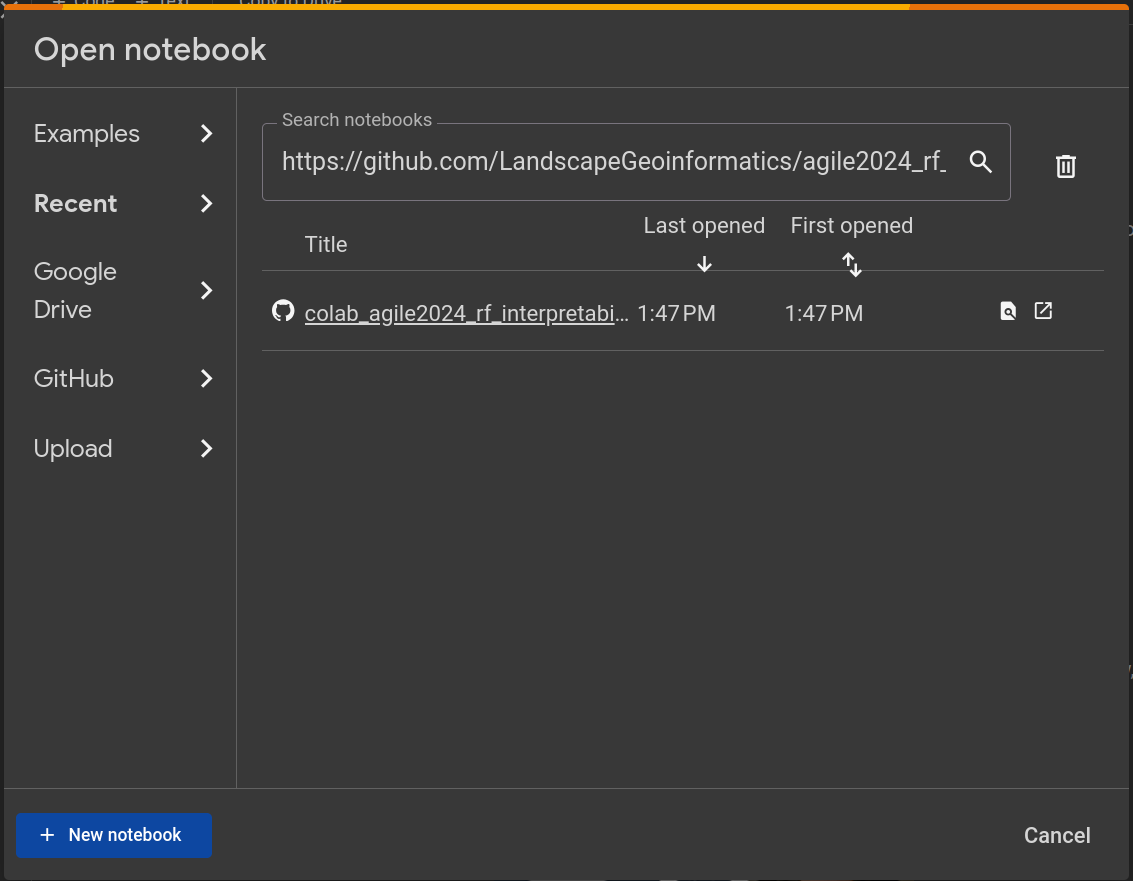 + Code + Text Copy to Drive
Open notebook
Examples
Recent
Google
Drive
GitHub
Upload
Search notebooks
https://github.com/LandscapeGeoinformatics/agile2024_rf_
Title
Last opened
First opened
colab_agile2024_rf_interpretabi...
1:47 PM
1:47 PM
+ New notebook
Cancel